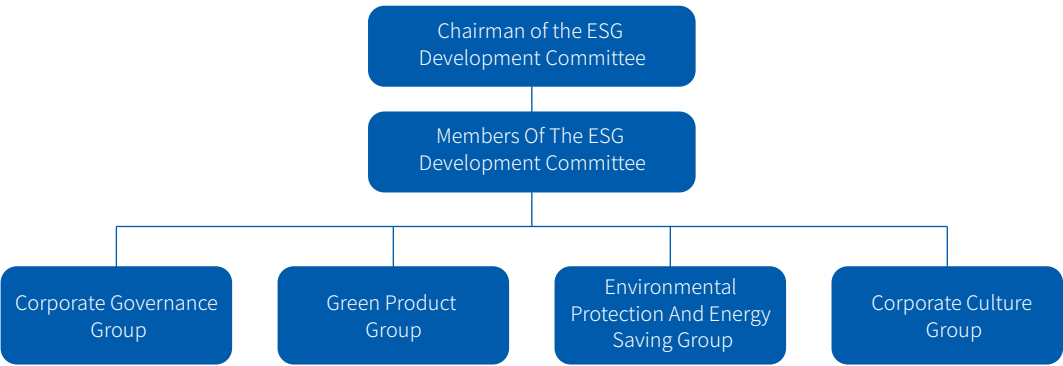 Chairman of the ESG
Development Committee
Members Of The ESG
Development Committee
Corporate Governance
Group
Green Product
Group
Environmental
Protection And Energy
Saving Group
Corporate Culture
Group